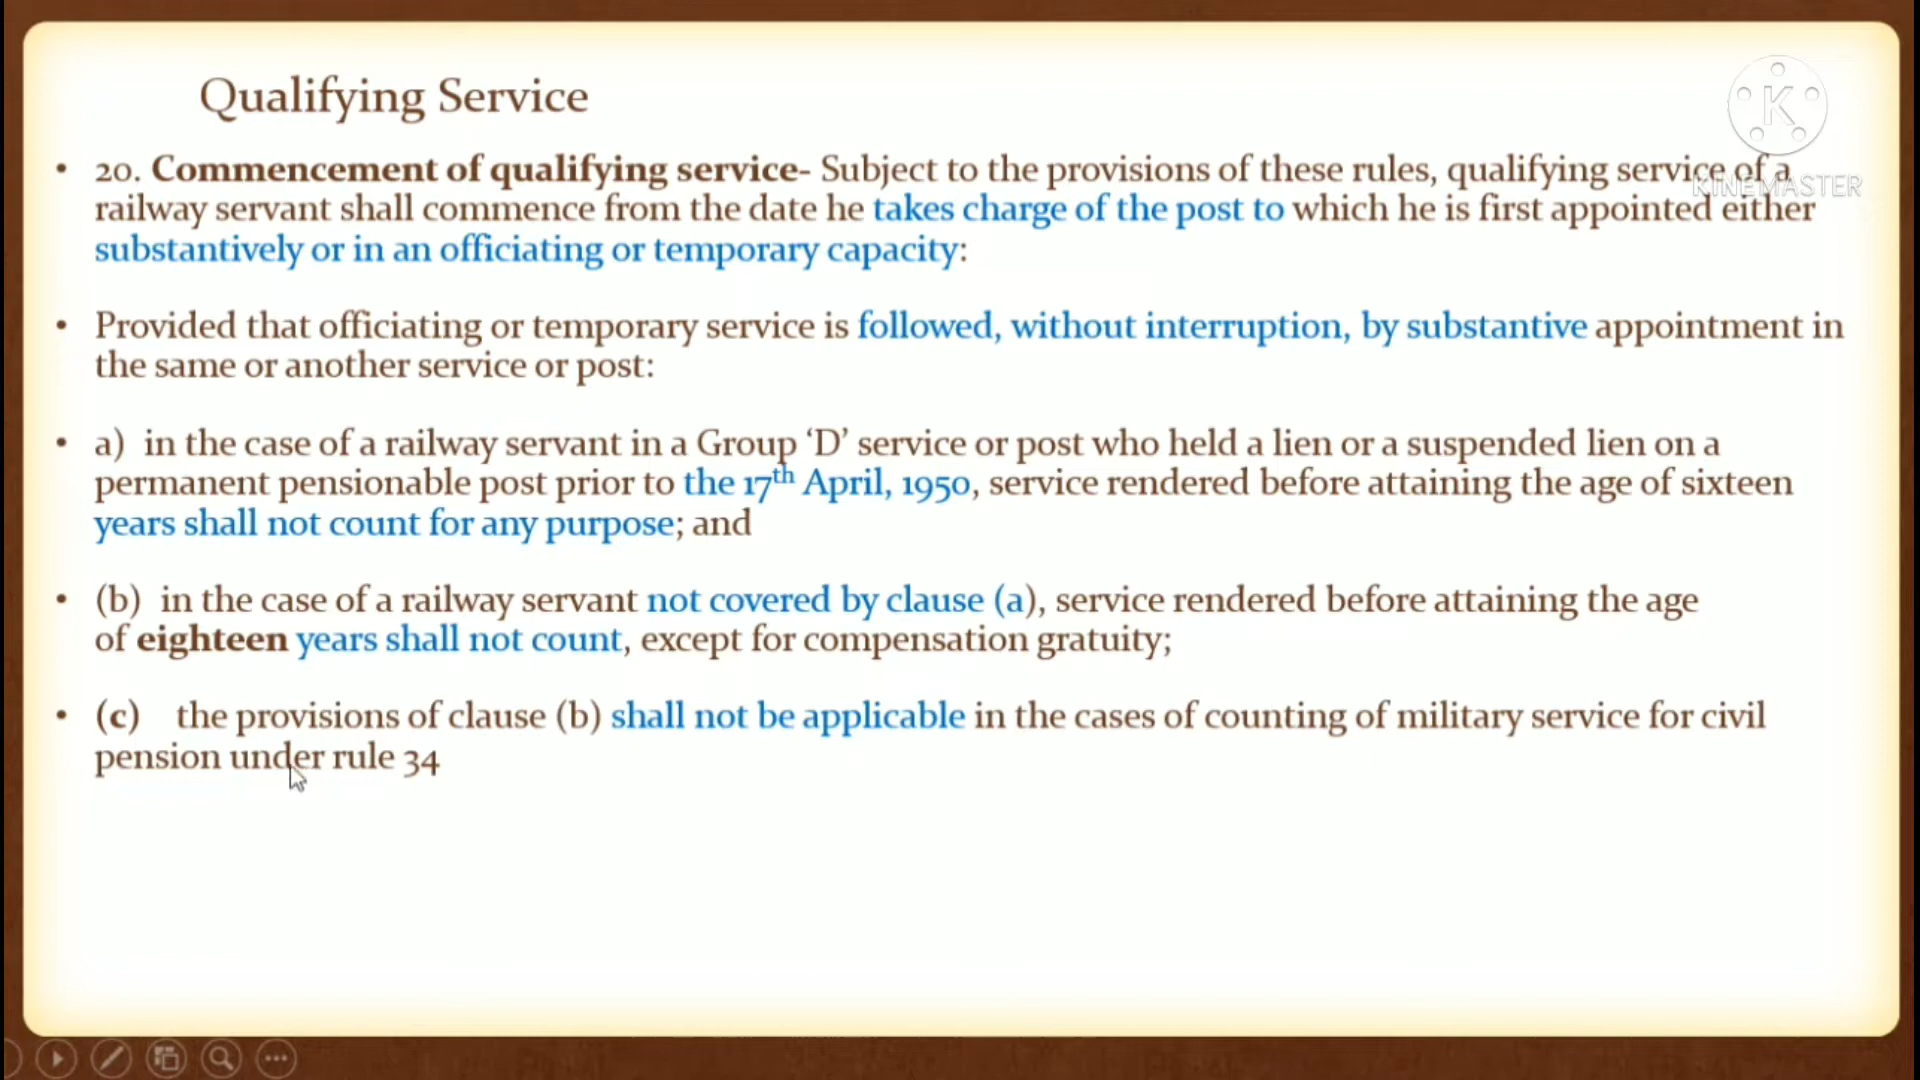 Qualifying Service
K
KINEMASTER
• 20. Commencement of qualifying service- Subject to the provisions of these rules, qualifying service of a
railway servant shall commence from the date he takes charge of the post to which he is first appointed either
substantively or in an officiating or temporary capacity:
• Provided that officiating or temporary service is followed, without interruption, by substantive appointment in
the same or another service or post:
• a) in the case of a railway servant in a Group ‘D’ service or post who held a lien or a suspended lien on a
permanent pensionable post prior to the 17th April, 1950, service rendered before attaining the age of sixteen
years shall not count for any purpose; and
• (b) in the case of a railway servant not covered by clause (a), service rendered before attaining the age
of eighteen years shall not count, except for compensation gratuity;
• (c) the provisions of clause (b) shall not be applicable in the cases of counting of military service for civil
pension under rule 34